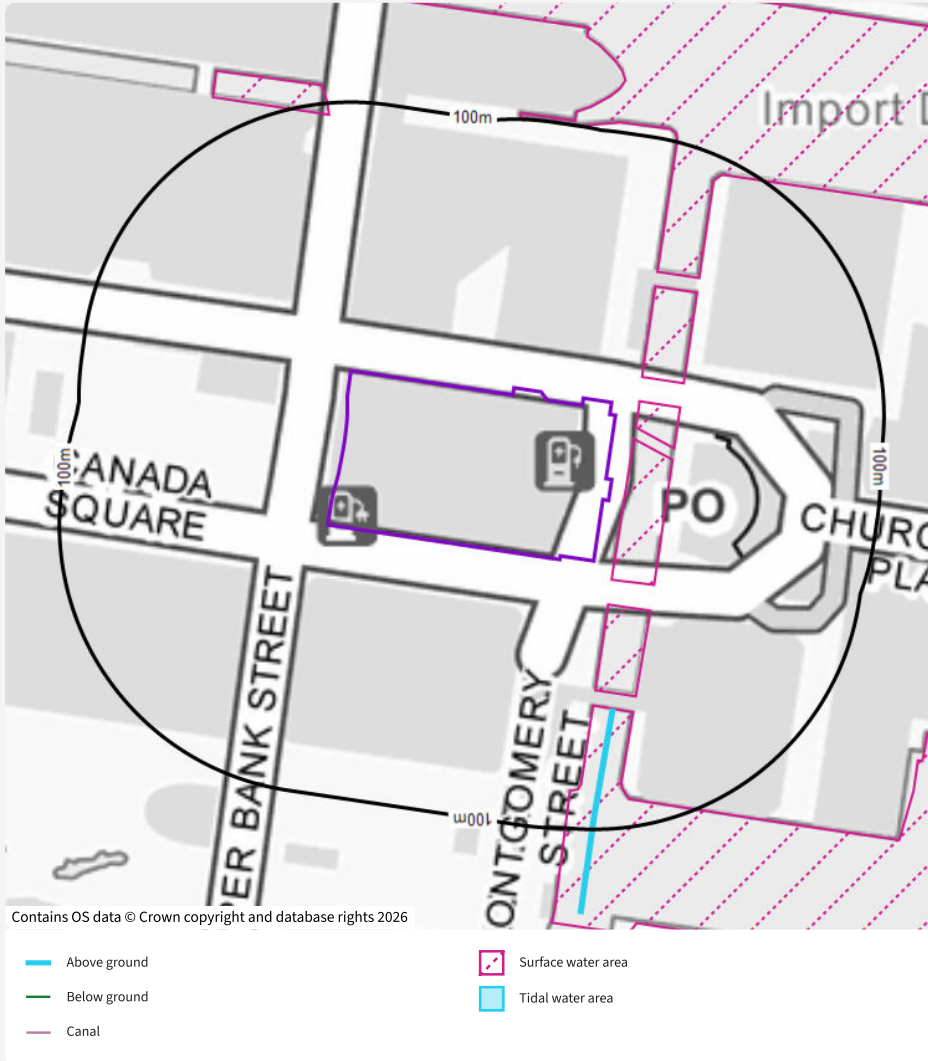 100m
Import D
100m
CANADA
SQUARE
PO
CHURC
PLA
100m
PER BANK STREET
ONTGOMERY
STREET
100m
Contains OS data © Crown copyright and database rights 2026
Above ground
Below ground
Canal
Surface water area
Tidal water area